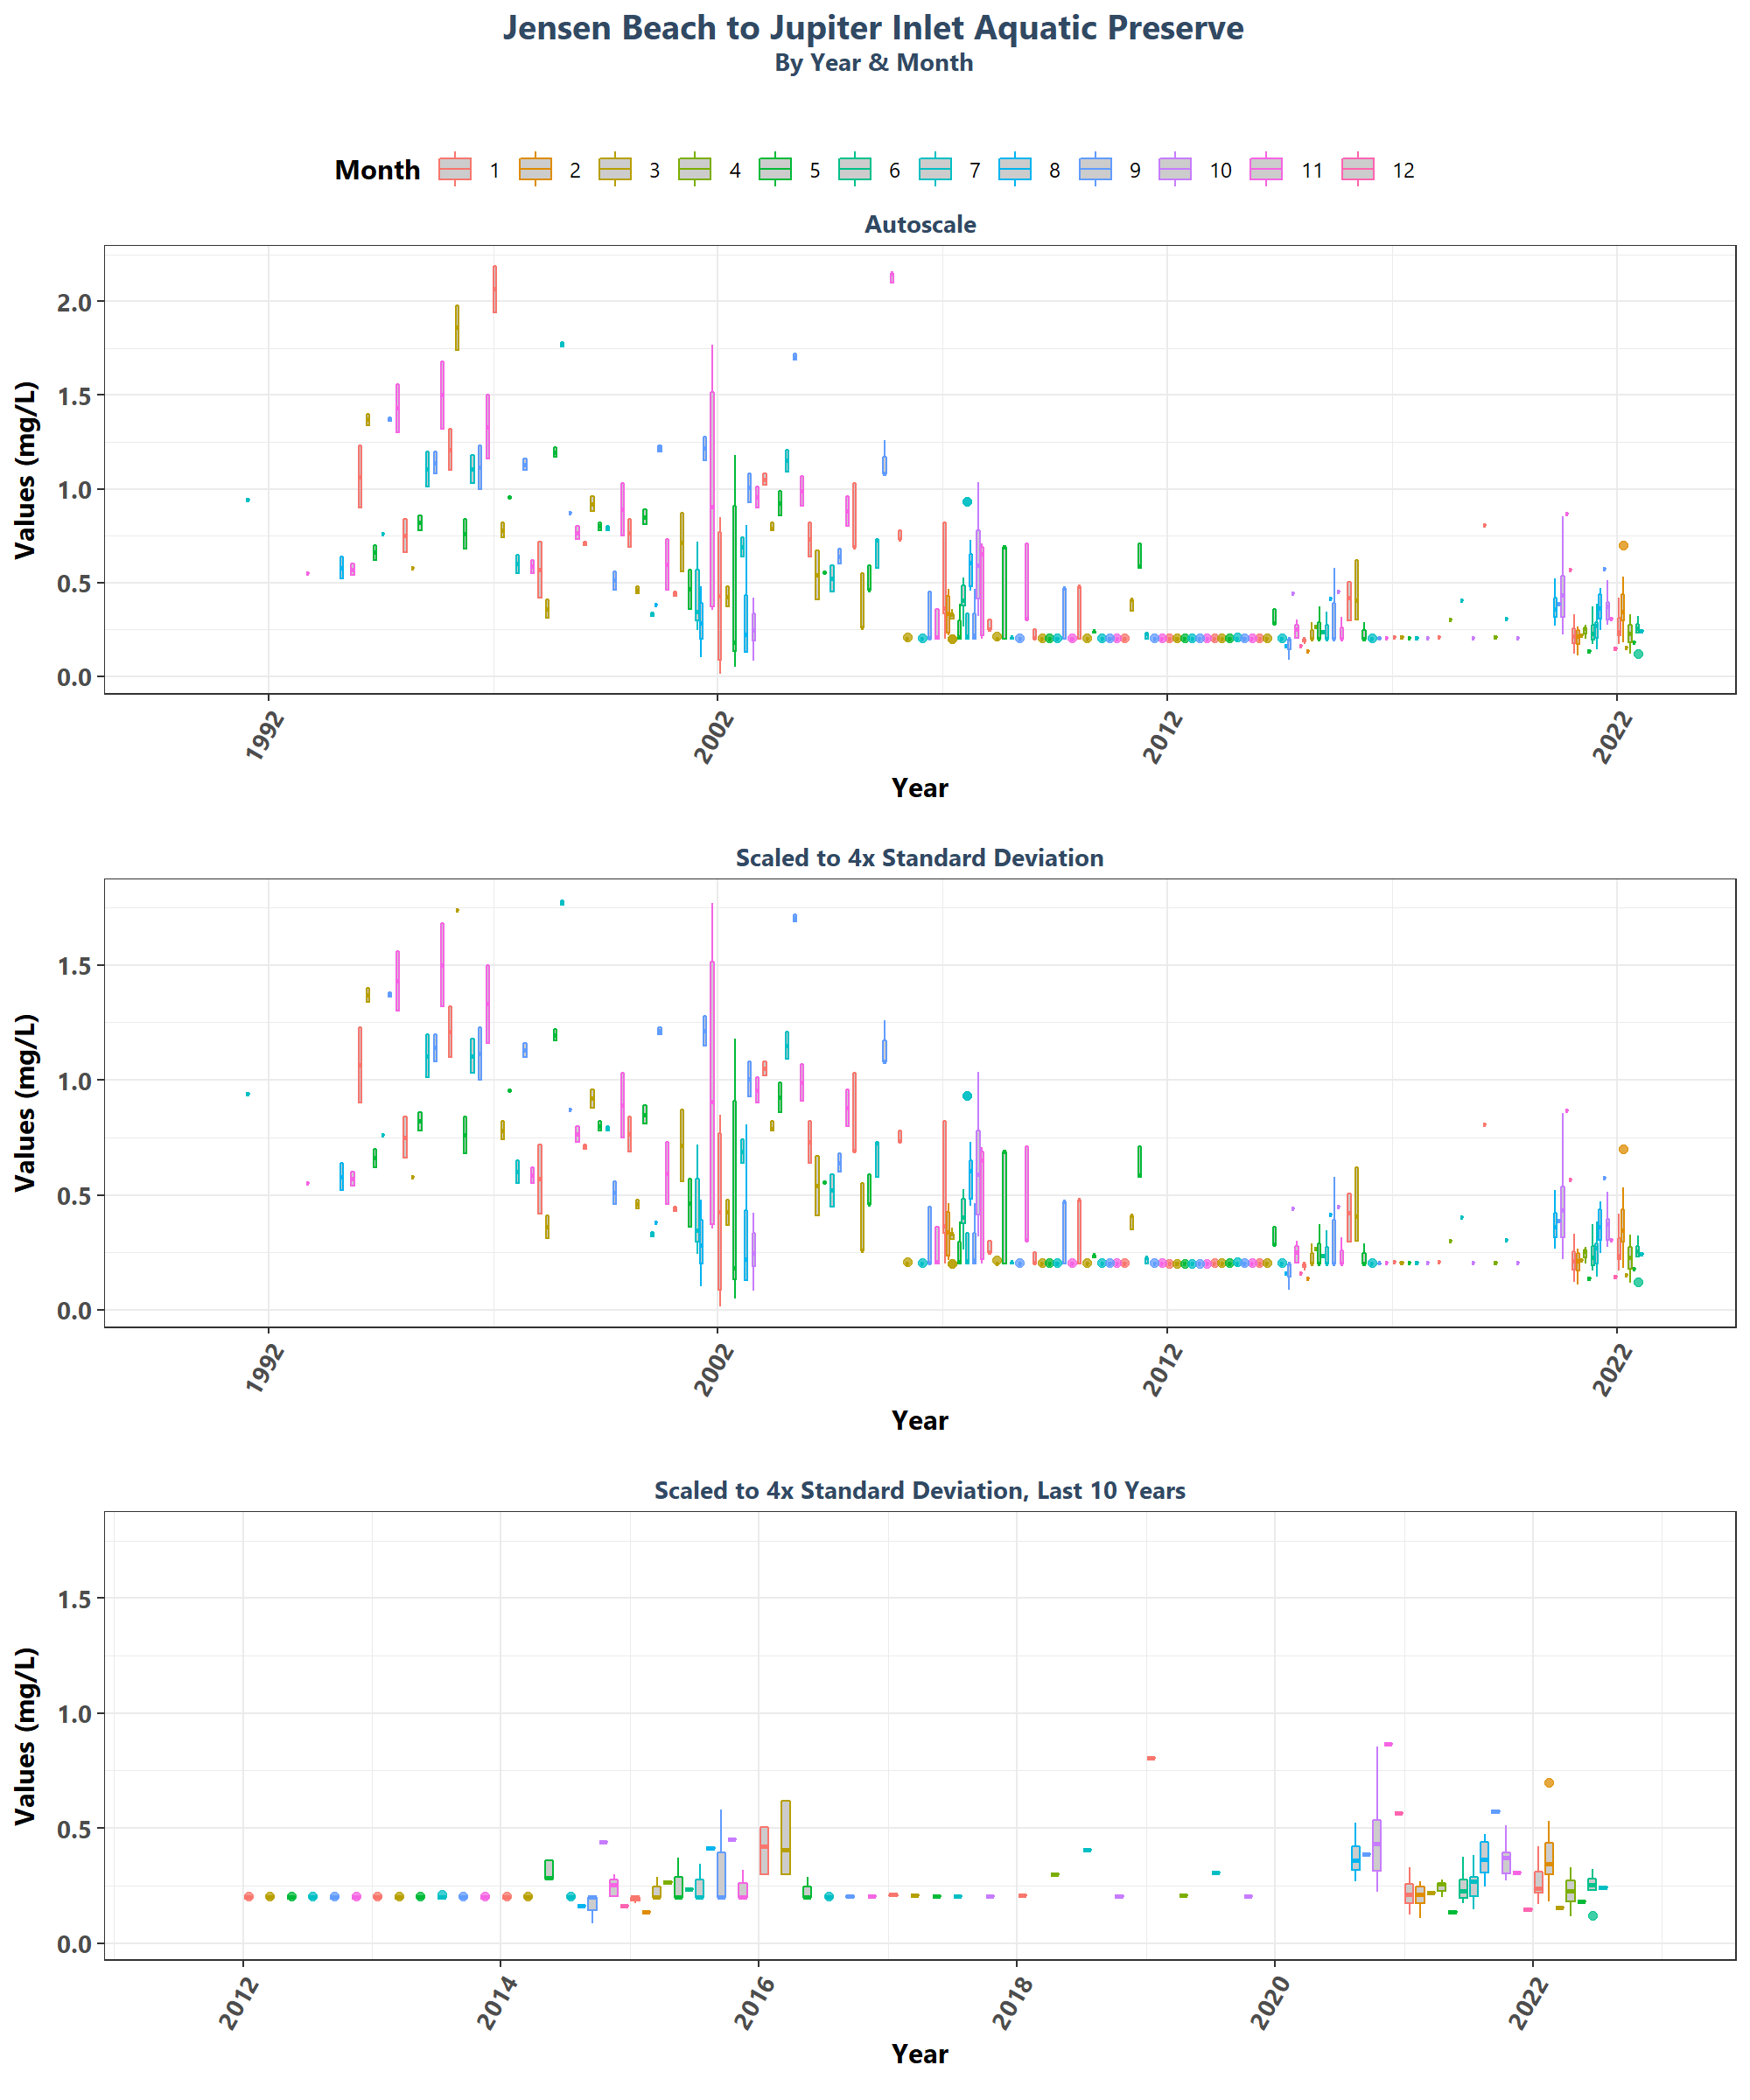 Jensen Beach to Jupiter Inlet Aquatic Preserve
By Year & Month
Month 1 2 3 4 5 6 7 8 9 10 11 12
Autoscale
Values (mg/L)
2.0
1.5
1.0
0.5
0.0
1992 2002 2012 2022
Year
Scaled to 4x Standard Deviation
Values (mg/L)
1.5
1.0
0.5
0.0
1992 2002 2012 2022
Year
Scaled to 4x Standard Deviation, Last 10 Years
Values (mg/L)
1.5
1.0
0.5
0.0
2012 2014 2016 2018 2020 2022
Year